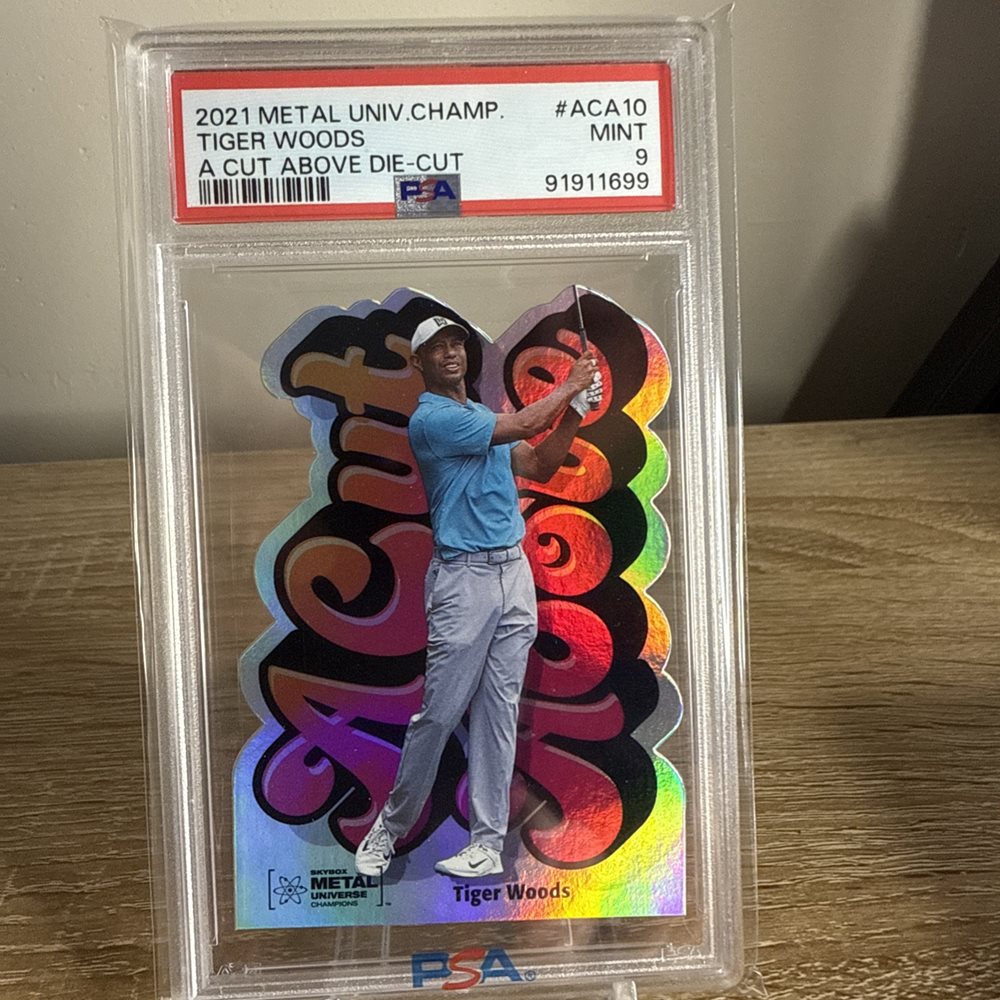 2021 METAL UNIV.CHAMP. #ACA10
TIGER WOODS MINT
A CUT ABOVE DIE-CUT 9
PSA 91911699
A Cut
Above
SKYBOX
METAL
UNIVERSE
CHAMPIONS
TM
Tiger Woods
PSA